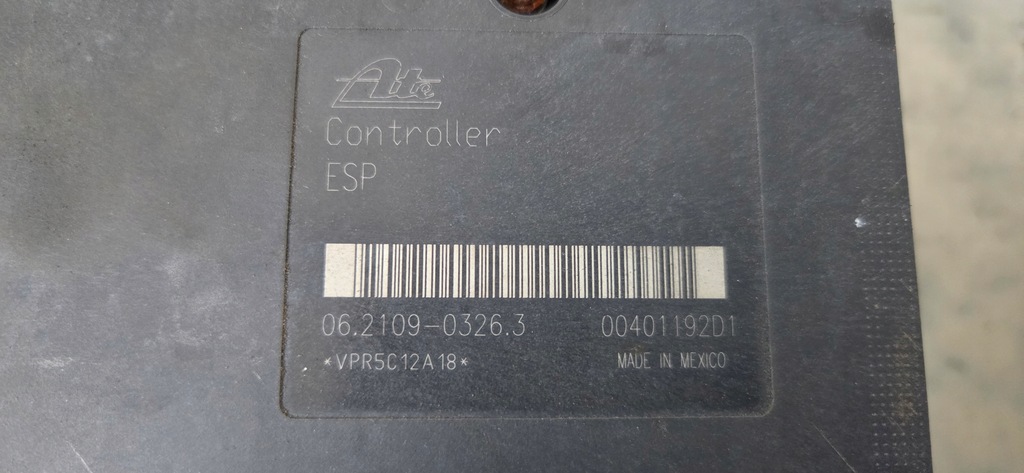 Ate
Controller
ESP
06.2109-0326.3 00401192D1
*VPR5C12A18* MADE IN MEXICO